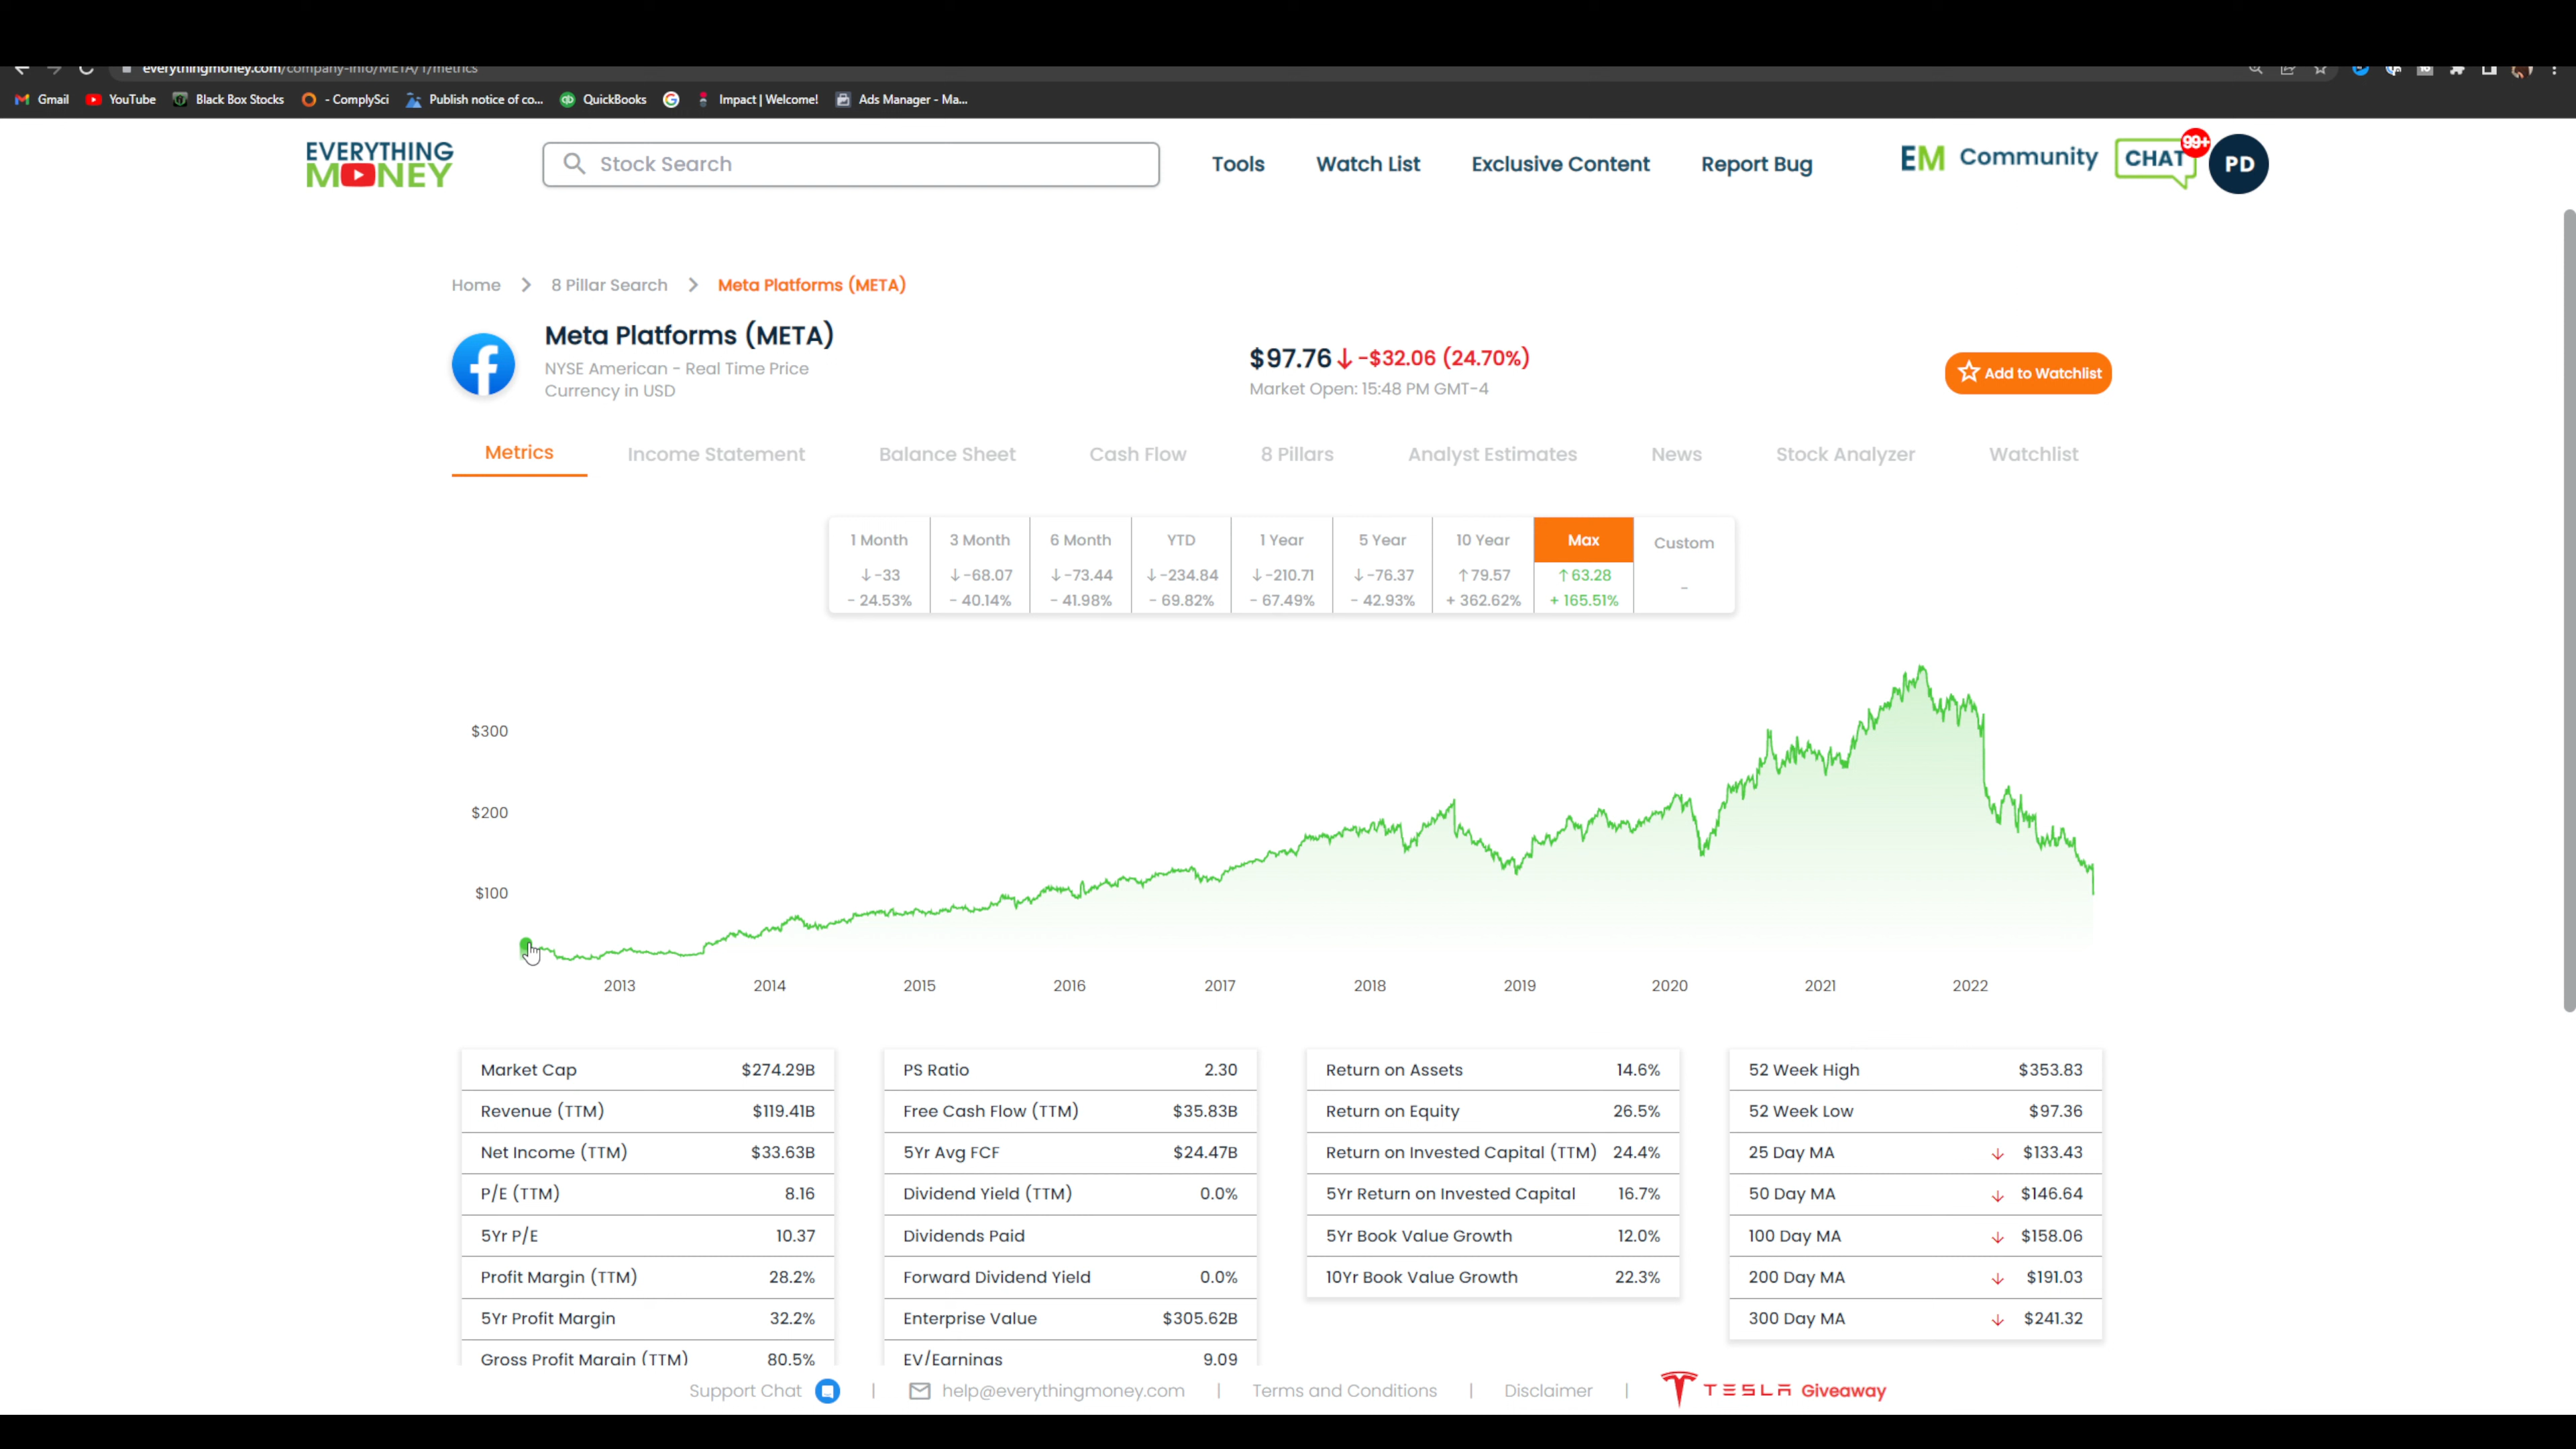 everythingmoney.com/company-info/META/1/metrics
Gmail YouTube Black Box Stocks - ComplySci Publish notice of co... QuickBooks Impact | Welcome! Ads Manager - Ma...
EVERYTHING
MONEY
Stock Search
Tools Watch List Exclusive Content Report Bug
EM Community CHAT 99+ PD
Home > 8 Pillar Search > Meta Platforms (META)
Meta Platforms (META)
NYSE American - Real Time Price
Currency in USD
$97.76 ↓ -$32.06 (24.70%)
Market Open: 15:48 PM GMT-4
Add to Watchlist
Metrics Income Statement Balance Sheet Cash Flow 8 Pillars Analyst Estimates News Stock Analyzer Watchlist
1 Month 3 Month 6 Month YTD 1 Year 5 Year 10 Year Max Custom
↓-33 ↓-68.07 ↓-73.44 ↓-234.84 ↓-210.71 ↓-76.37 ↑79.57 ↑63.28 -
- 24.53% - 40.14% - 41.98% - 69.82% - 67.49% - 42.93% + 362.62% + 165.51%
$300
$200
$100
2013 2014 2015 2016 2017 2018 2019 2020 2021 2022
Market Cap $274.29B
Revenue (TTM) $119.41B
Net Income (TTM) $33.63B
P/E (TTM) 8.16
5Yr P/E 10.37
Profit Margin (TTM) 28.2%
5Yr Profit Margin 32.2%
Gross Profit Margin (TTM) 80.5%
PS Ratio 2.30
Free Cash Flow (TTM) $35.83B
5Yr Avg FCF $24.47B
Dividend Yield (TTM) 0.0%
Dividends Paid
Forward Dividend Yield 0.0%
Enterprise Value $305.62B
EV/Earnings 9.09
Return on Assets 14.6%
Return on Equity 26.5%
Return on Invested Capital (TTM) 24.4%
5Yr Return on Invested Capital 16.7%
5Yr Book Value Growth 12.0%
10Yr Book Value Growth 22.3%
52 Week High $353.83
52 Week Low $97.36
25 Day MA ↓ $133.43
50 Day MA ↓ $146.64
100 Day MA ↓ $158.06
200 Day MA ↓ $191.03
300 Day MA ↓ $241.32
Support Chat | help@everythingmoney.com | Terms and Conditions | Disclaimer | TESLA Giveaway